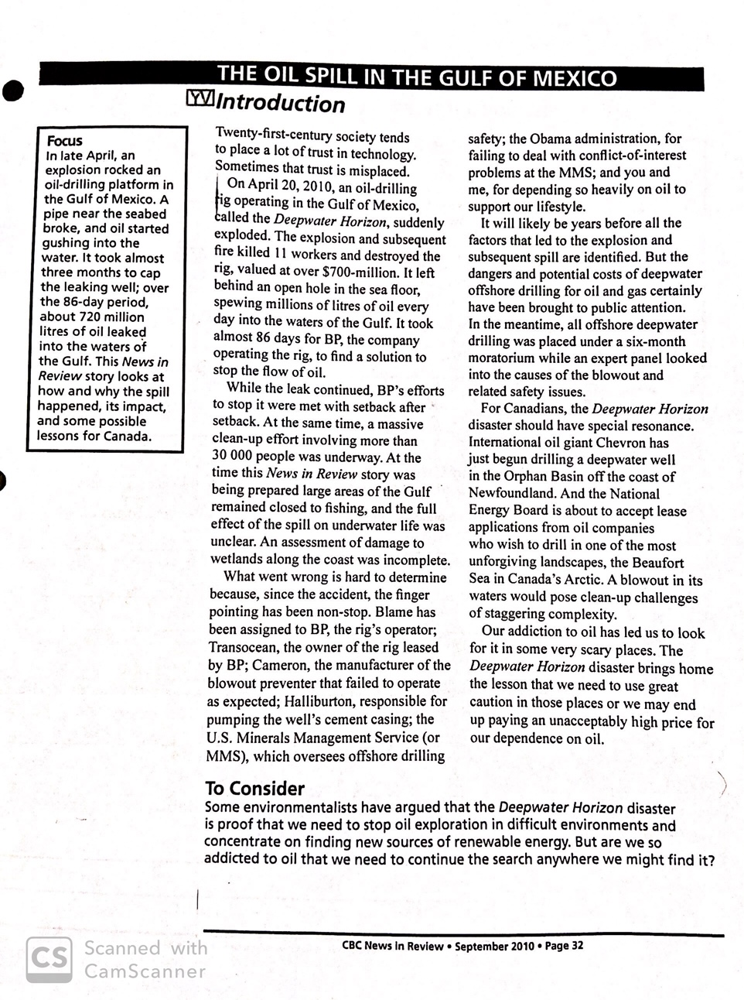 THE OIL SPILL IN THE GULF OF MEXICO
Introduction
Focus
In late April, an
explosion rocked an
oil-drilling platform in
the Gulf of Mexico. A
pipe near the seabed
broke, and oil started
gushing into the
water. It took almost
three months to cap
the leaking well; over
the 86-day period,
about 720 million
litres of oil leaked
into the waters of
the Gulf. This News in
Review story looks at
how and why the spill
happened, its impact,
and some possible
lessons for Canada.
Twenty-first-century society tends
to place a lot of trust in technology.
Sometimes that trust is misplaced.
On April 20, 2010, an oil-drilling
rig operating in the Gulf of Mexico,
called the Deepwater Horizon, suddenly
exploded. The explosion and subsequent
fire killed 11 workers and destroyed the
rig, valued at over $700-million. It left
behind an open hole in the sea floor,
spewing millions of litres of oil every
day into the waters of the Gulf. It took
almost 86 days for BP, the company
operating the rig, to find a solution to
stop the flow of oil.
While the leak continued, BP's efforts
to stop it were met with setback after
setback. At the same time, a massive
clean-up effort involving more than
30 000 people was underway. At the
time this News in Review story was
being prepared large areas of the Gulf
remained closed to fishing, and the full
effect of the spill on underwater life was
unclear. An assessment of damage to
wetlands along the coast was incomplete.
What went wrong is hard to determine
because, since the accident, the finger
pointing has been non-stop. Blame has
been assigned to BP, the rig's operator;
Transocean, the owner of the rig leased
by BP; Cameron, the manufacturer of the
blowout preventer that failed to operate
as expected; Halliburton, responsible for
pumping the well's cement casing; the
U.S. Minerals Management Service (or
MMS), which oversees offshore drilling
safety; the Obama administration, for
failing to deal with conflict-of-interest
problems at the MMS; and you and
me, for depending so heavily on oil to
support our lifestyle.
It will likely be years before all the
factors that led to the explosion and
subsequent spill are identified. But the
dangers and potential costs of deepwater
offshore drilling for oil and gas certainly
have been brought to public attention.
In the meantime, all offshore deepwater
drilling was placed under a six-month
moratorium while an expert panel looked
into the causes of the blowout and
related safety issues.
For Canadians, the Deepwater Horizon
disaster should have special resonance.
International oil giant Chevron has
just begun drilling a deepwater well
in the Orphan Basin off the coast of
Newfoundland. And the National
Energy Board is about to accept lease
applications from oil companies
who wish to drill in one of the most
unforgiving landscapes, the Beaufort
Sea in Canada's Arctic. A blowout in its
waters would pose clean-up challenges
of staggering complexity.
Our addiction to oil has led us to look
for it in some very scary places. The
Deepwater Horizon disaster brings home
the lesson that we need to use great
caution in those places or we may end
up paying an unacceptably high price for
our dependence on oil.
To Consider
Some environmentalists have argued that the Deepwater Horizon disaster
is proof that we need to stop oil exploration in difficult environments and
concentrate on finding new sources of renewable energy. But are we so
addicted to oil that we need to continue the search anywhere we might find it?
CBC News In Review • September 2010 • Page 32
CS
Scanned with
CamScanner